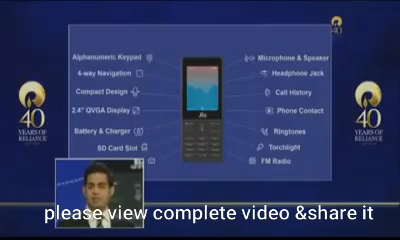 40
Alphanumeric Keypad
Microphone & Speaker
4-way Navigation
Headphone Jack
Compact Design
Call History
2.4" QVGA Display
Phone Contact
Jio
40
YEARS OF
RELIANCE
40
YEARS OF
RELIANCE
Battery & Charger
Ringtones
SD Card Slot
Torchlight
FM Radio
please view complete video &share it